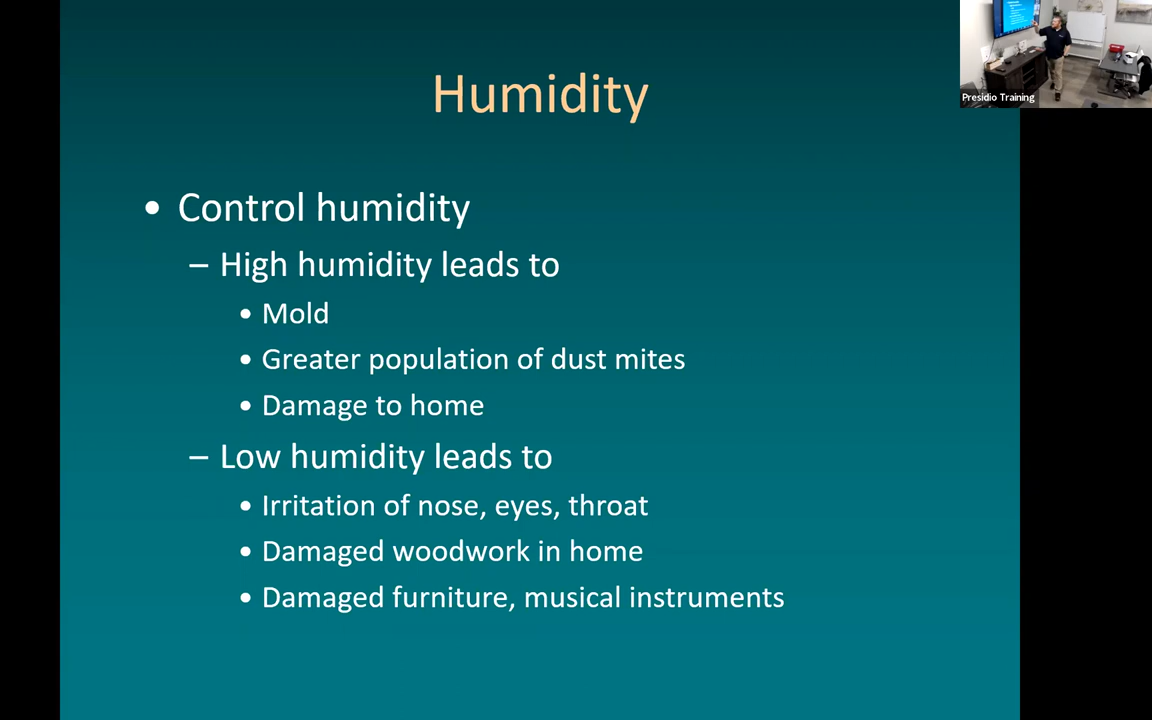 Humidity
• Control humidity
– High humidity leads to
• Mold
• Greater population of dust mites
• Damage to home
– Low humidity leads to
• Irritation of nose, eyes, throat
• Damaged woodwork in home
• Damaged furniture, musical instruments
Presidio Training